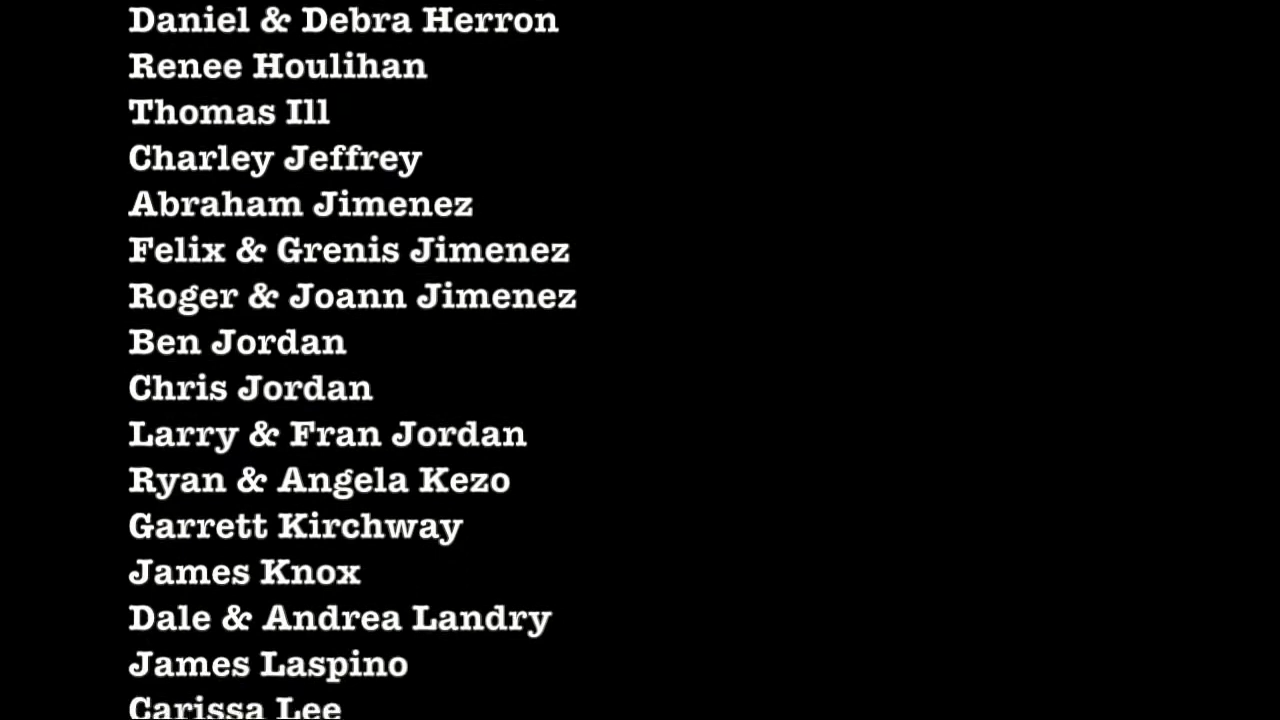 Daniel & Debra Herron
Renee Houlihan
Thomas Ill
Charley Jeffrey
Abraham Jimenez
Felix & Grenis Jimenez
Roger & Joann Jimenez
Ben Jordan
Chris Jordan
Larry & Fran Jordan
Ryan & Angela Kezo
Garrett Kirchway
James Knox
Dale & Andrea Landry
James Laspino
Carissa Lee